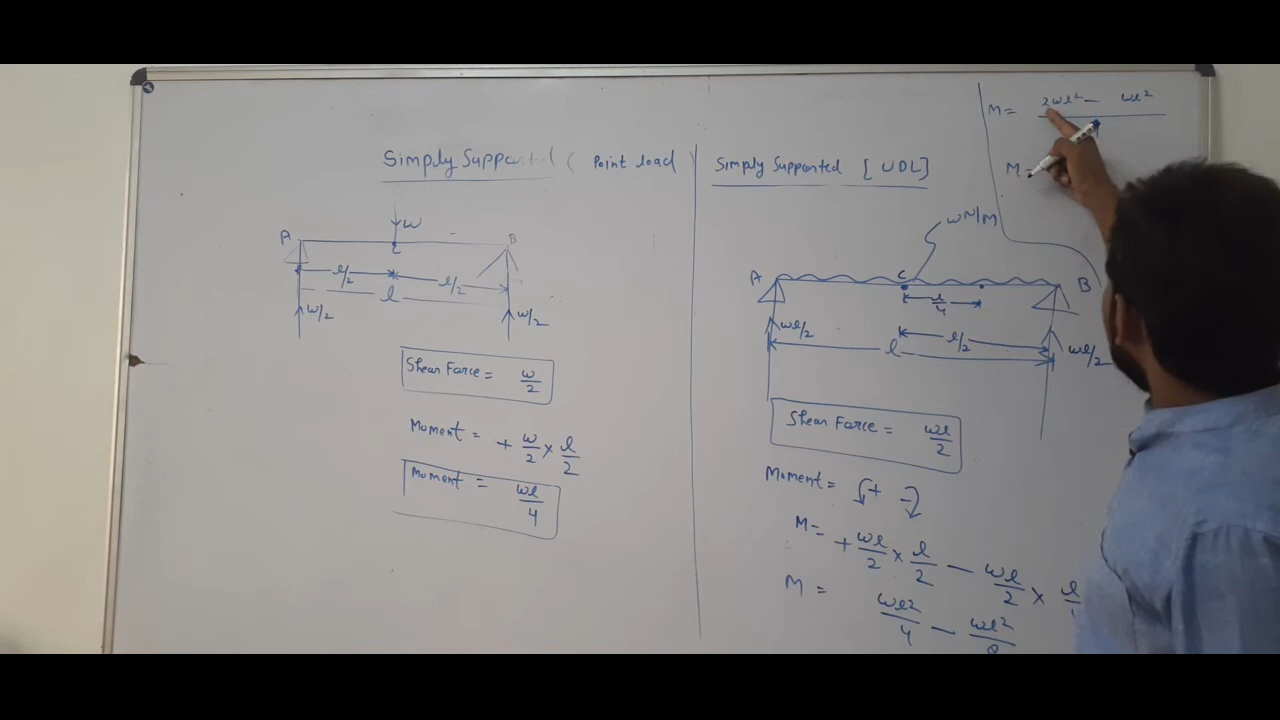 Simply Supported ( Point load )
W
A
B
C
l/2
l/2
l
W/2
W/2
Shear Force = W/2
Moment = + W/2 × l/2
Moment = Wl/4
Simply Supported [ UDL ]
wN/M
A
C
B
l/4
wl/2
l/2
l
wl/2
Shear Force = wl/2
Moment = + -
M = + wl/2 × l/2 - wl/2 ×
M = wl²/4 - wl²/8
M = 2wl² - wl²
M =